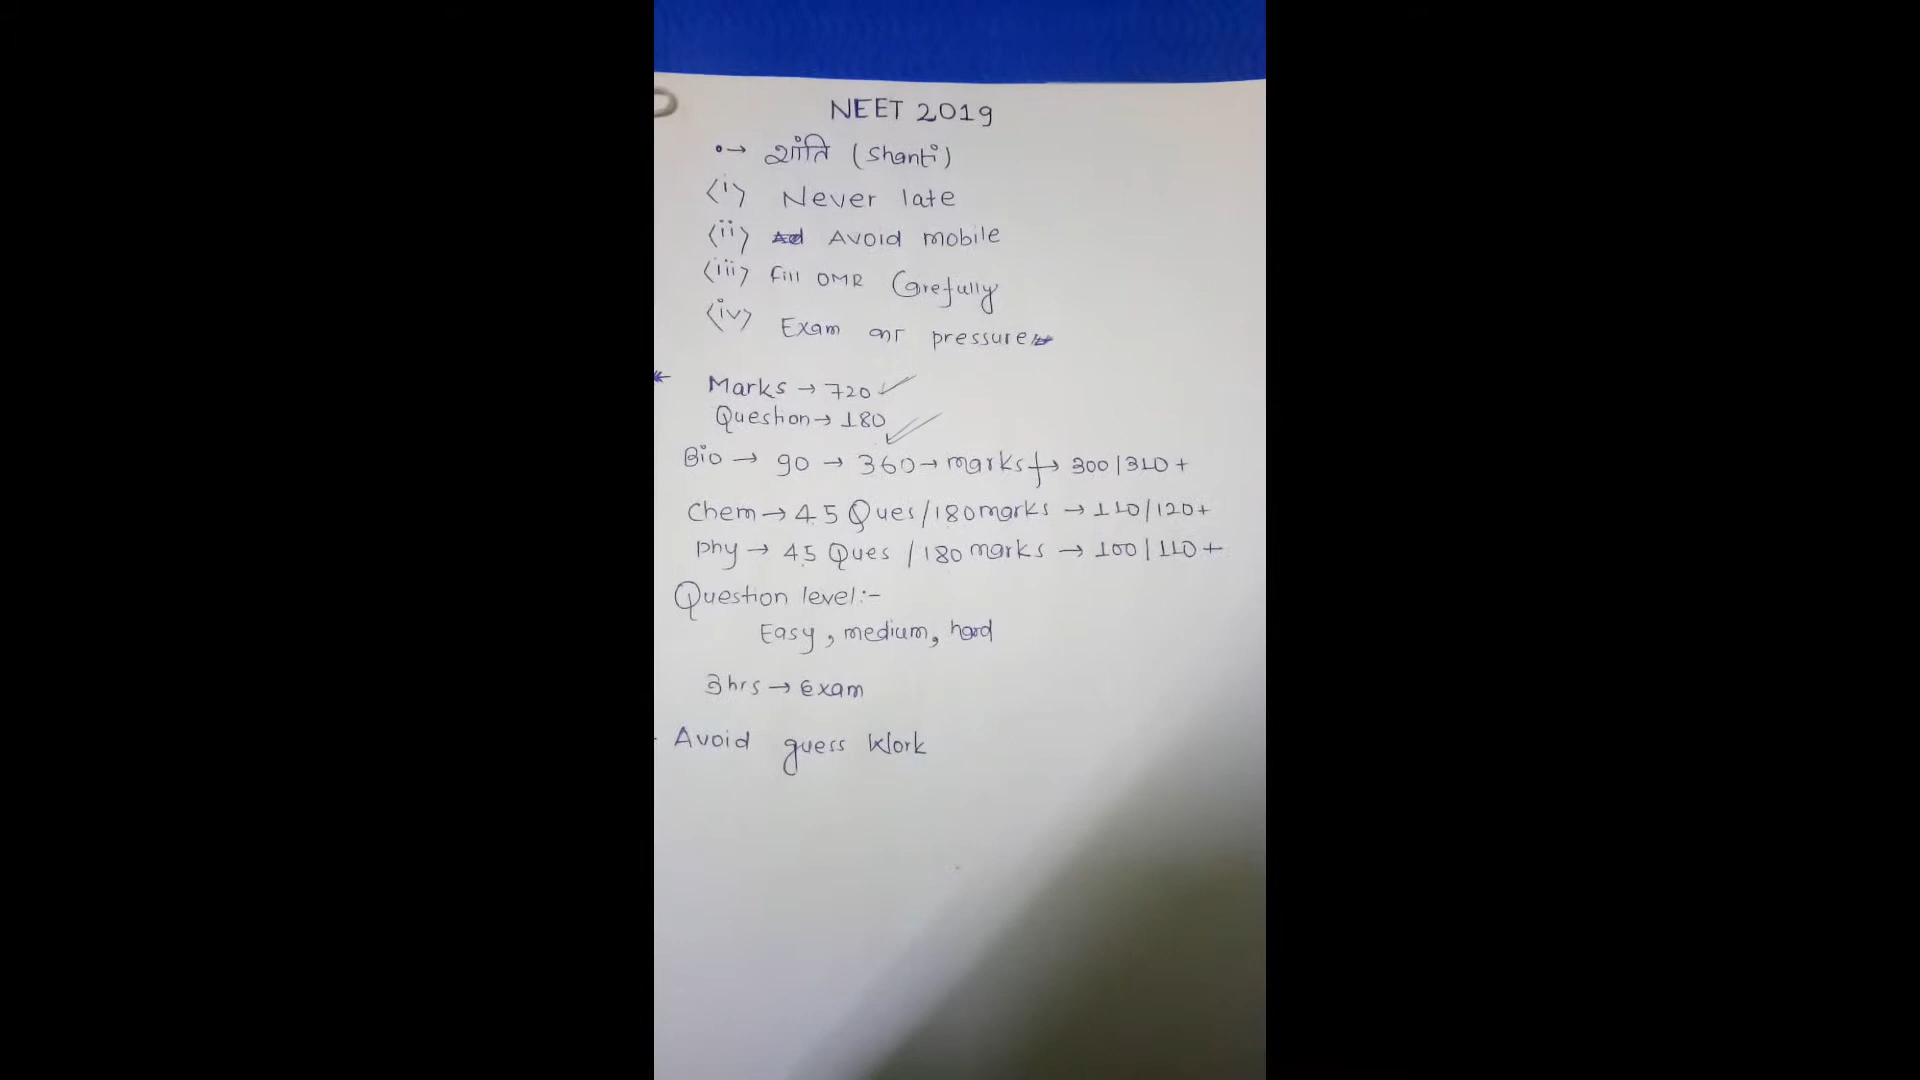 NEET 2019
•→ शांति (Shanti)
<i> Never late
<ii> Avoid mobile
<iii> Fill OMR Carefully
<iv> Exam का pressure
Marks → 720 ✓
Question → 180
Bio → 90 → 360 → marks → 300/310+
Chem → 45 Ques/180 marks → 110/120+
Phy → 45 Ques/180 marks → 100/110+
Question level:-
Easy, medium, hard
3 hrs → Exam
Avoid guess Work